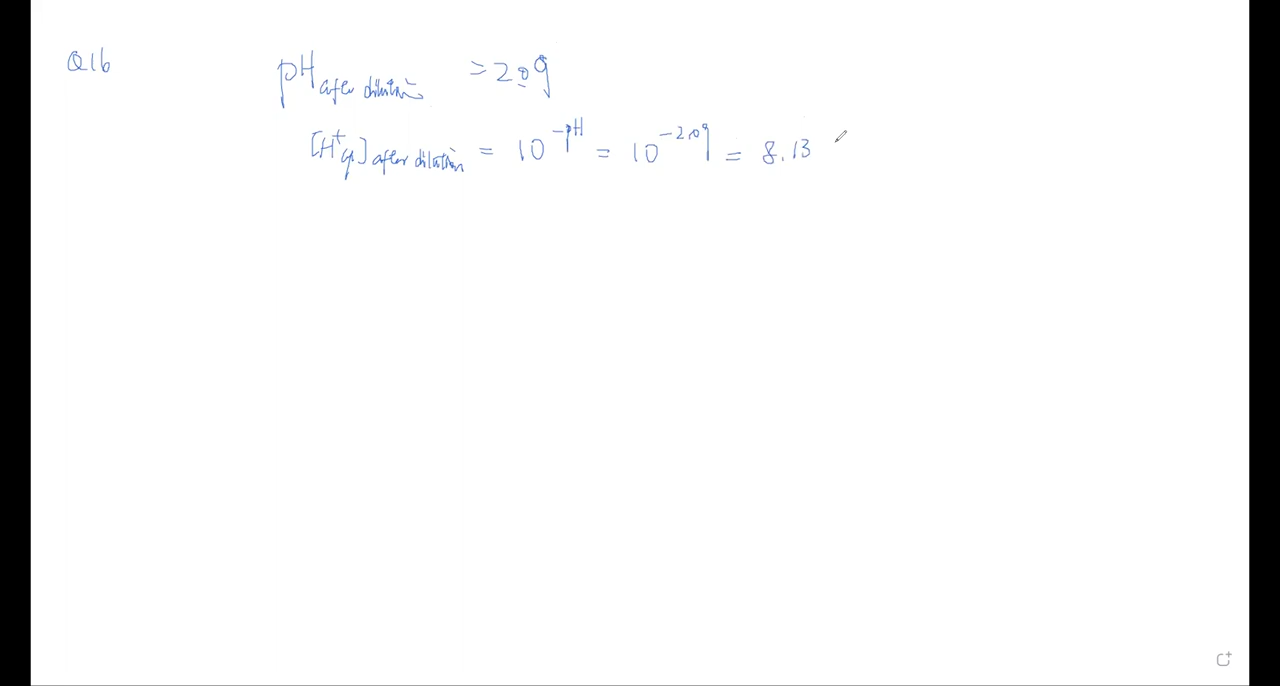 Q16
pH after dilution = 2.09
[H⁺(aq)] after dilution = 10^-pH = 10^-2.09 = 8.13